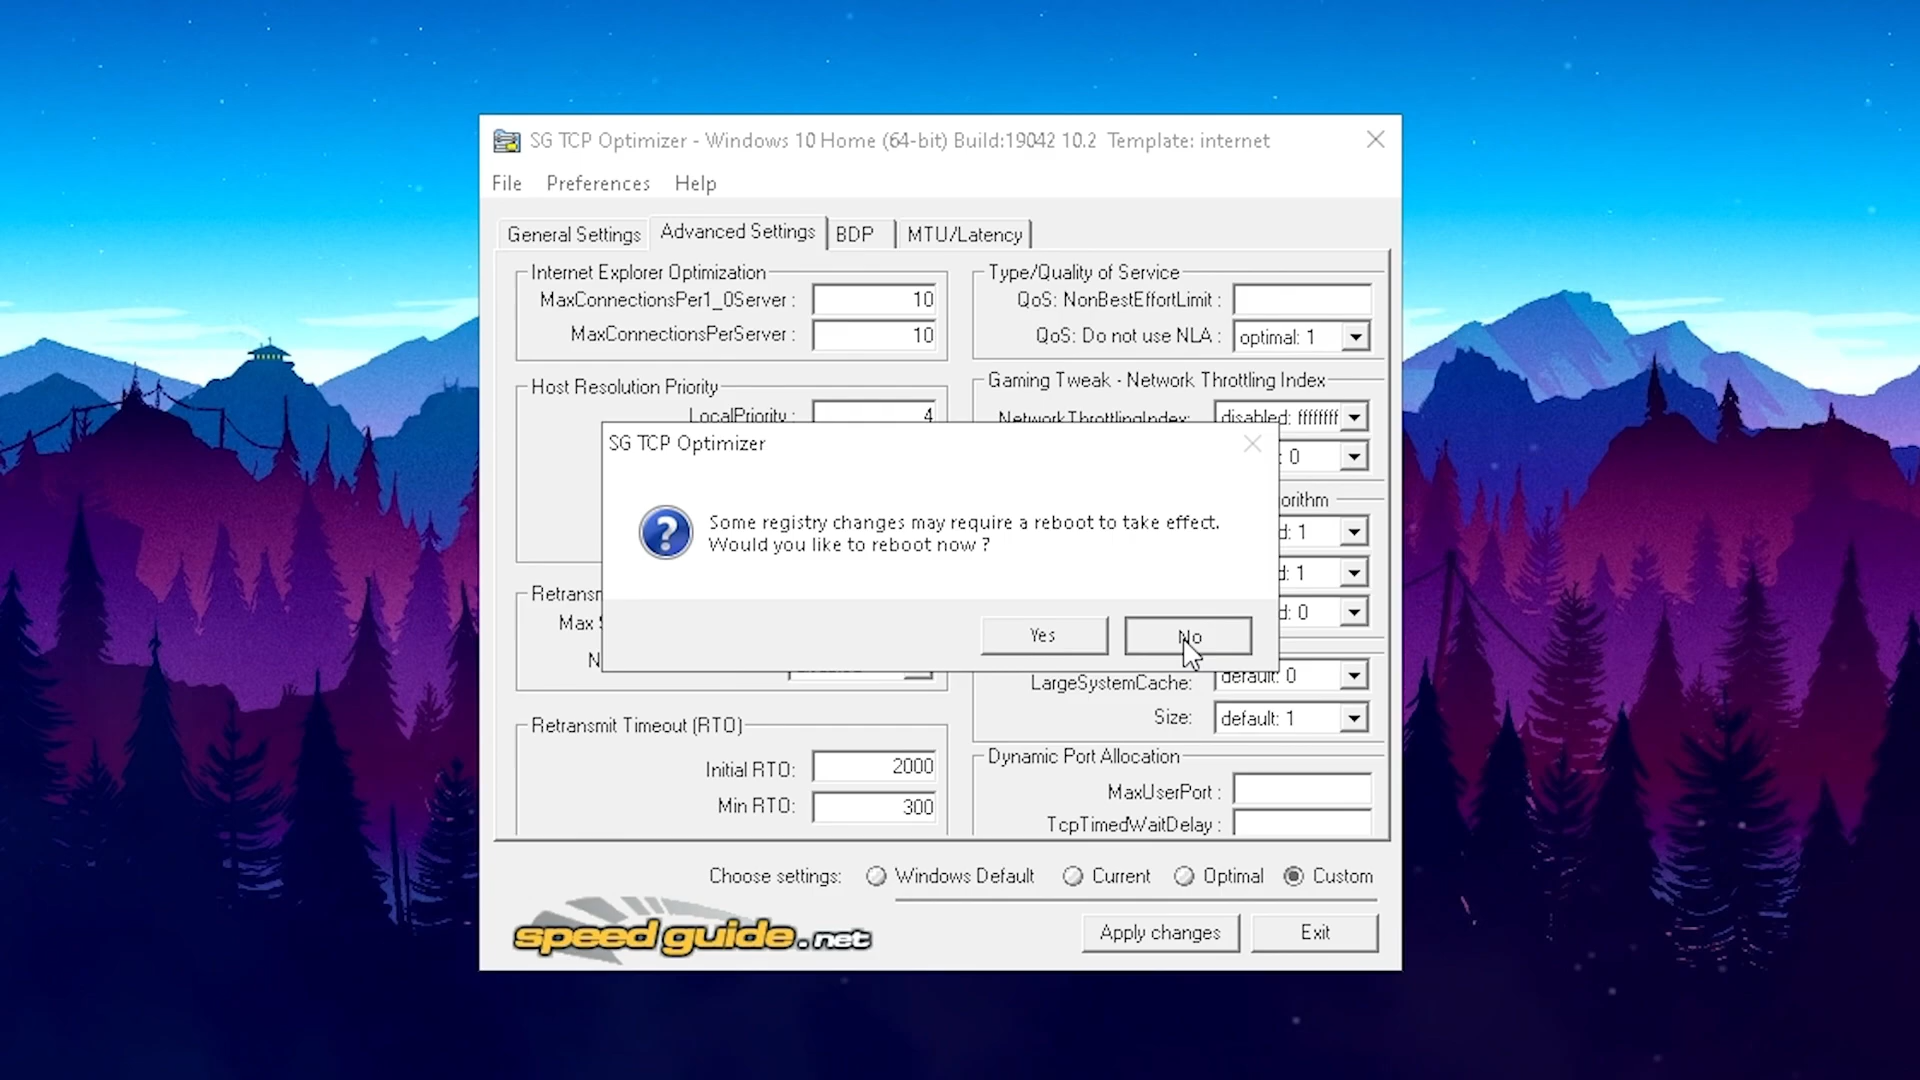 SG TCP Optimizer - Windows 10 Home (64-bit) Build:19042 10.2 Template: internet
File Preferences Help
General Settings Advanced Settings BDP MTU/Latency
Internet Explorer Optimization
MaxConnectionsPer1_0Server : 10
MaxConnectionsPerServer : 10
Type/Quality of Service
QoS: NonBestEffortLimit :
QoS: Do not use NLA : optimal: 1
Host Resolution Priority
LocalPriority : 4
Gaming Tweak - Network Throttling Index
NetworkThrottlingIndex: disabled: ffffffff
: 0
orithm
d: 1
d: 1
d: 0
SG TCP Optimizer
Some registry changes may require a reboot to take effect.
Would you like to reboot now ?
Yes No
Retransm
Max S
N
LargeSystemCache: default: 0
Size: default: 1
Retransmit Timeout (RTO)
Initial RTO: 2000
Min RTO: 300
Dynamic Port Allocation
MaxUserPort :
TcpTimedWaitDelay :
Choose settings: Windows Default Current Optimal Custom
speedguide.net
Apply changes Exit